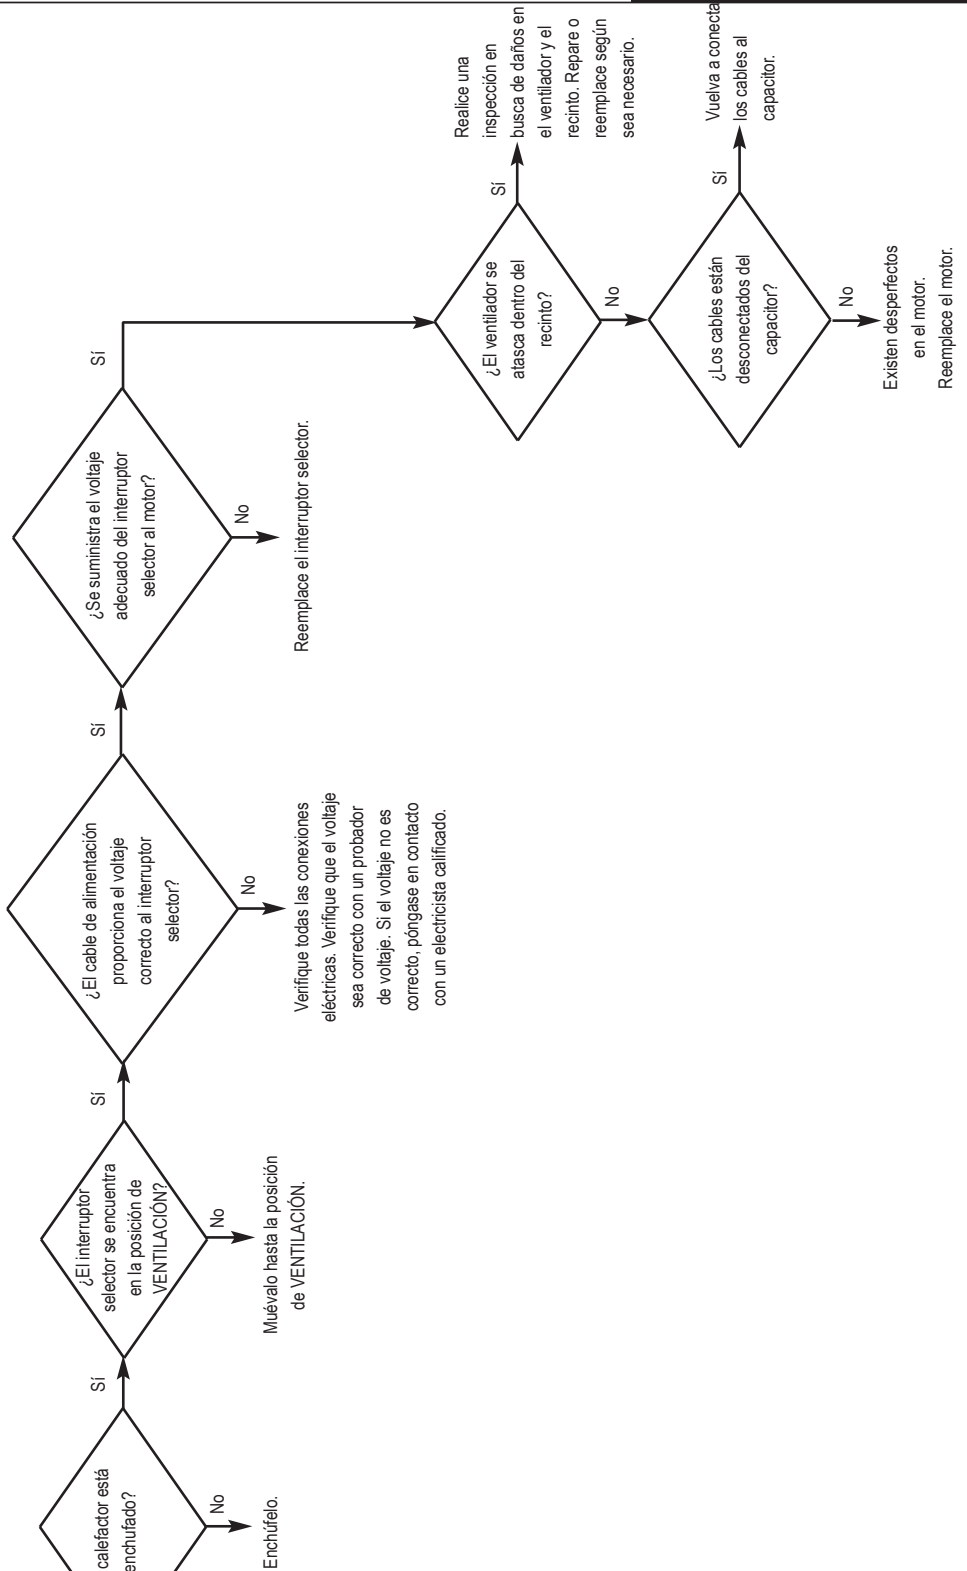 calefactor está
enchufado?
Sí
No
Enchúfelo.
¿El interruptor
selector se encuentra
en la posición de
VENTILACIÓN?
Sí
No
Muévalo hasta la posición
de VENTILACIÓN.
¿El cable de alimentación
proporciona el voltaje
correcto al interruptor
selector?
Sí
No
Verifique todas las conexiones
eléctricas. Verifique que el voltaje
sea correcto con un probador
de voltaje. Si el voltaje no es
correcto, póngase en contacto
con un electricista calificado.
¿Se suministra el voltaje
adecuado del interruptor
selector al motor?
Sí
No
Reemplace el interruptor selector.
¿El ventilador se
atasca dentro del
recinto?
Sí
Realice una
inspección en
busca de daños en
el ventilador y el
recinto. Repare o
reemplace según
sea necesario.
No
¿Los cables están
desconectados del
capacitor?
Sí
Vuelva a conecta
los cables al
capacitor.
No
Existen desperfectos
en el motor.
Reemplace el motor.